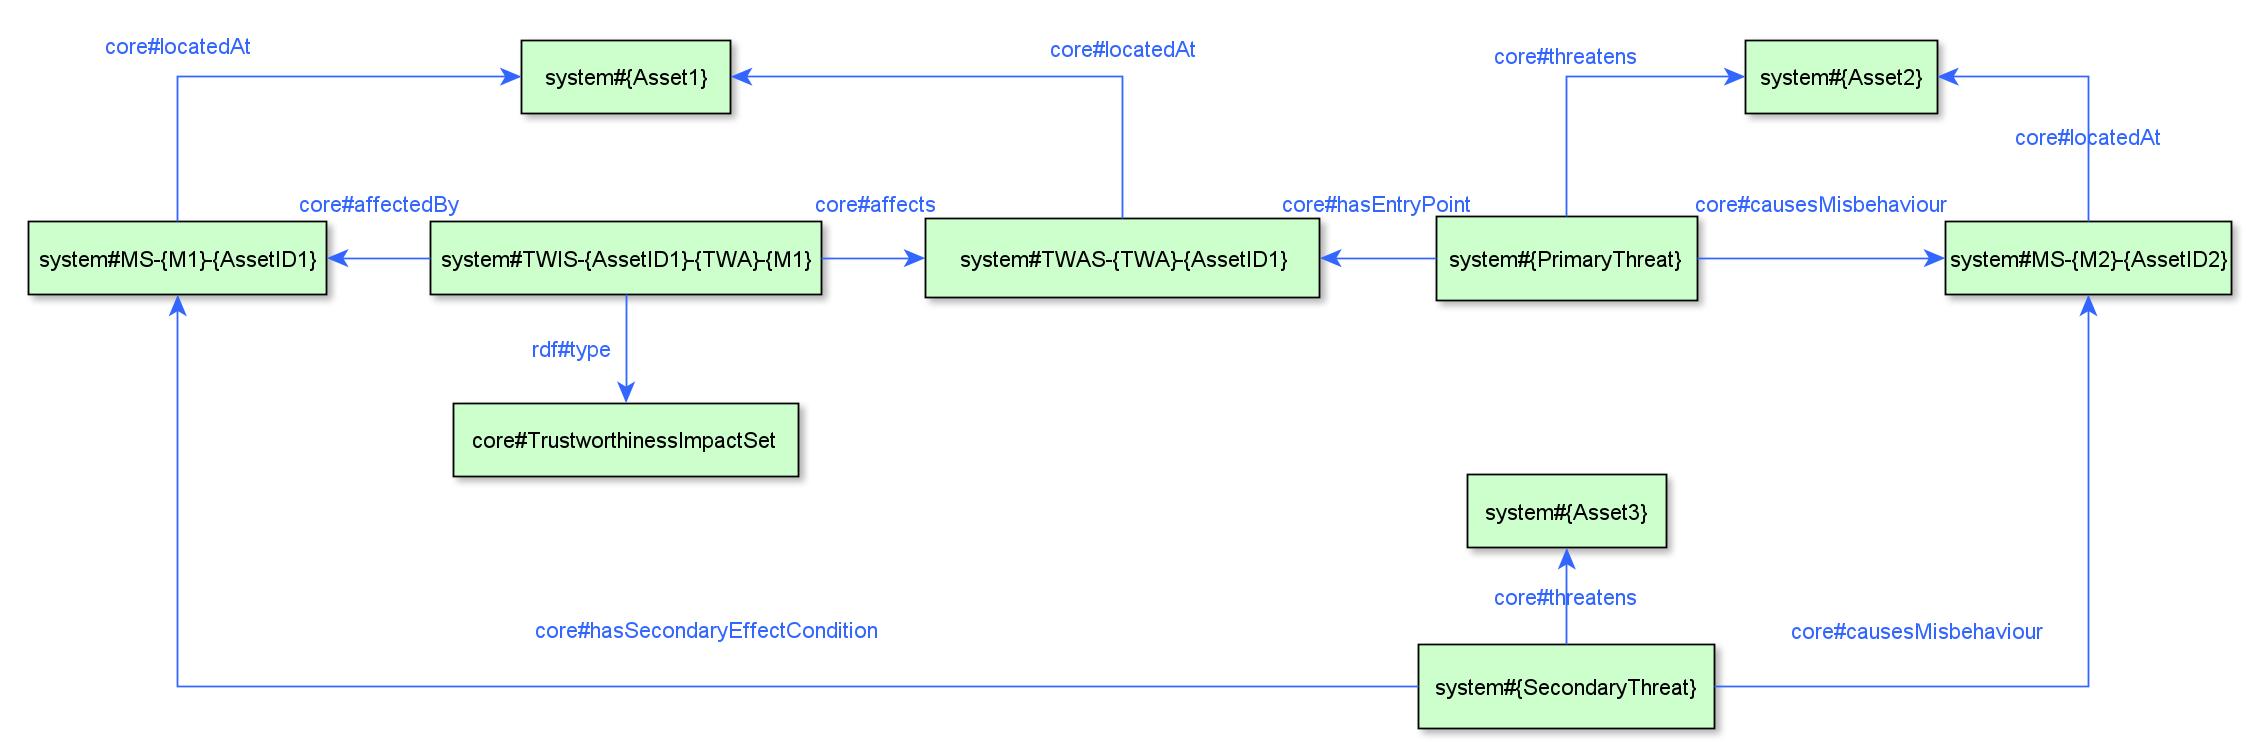 core#locatedAt
core#locatedAt
core#threatens
system#{Asset1}
system#{Asset2}
core#locatedAt
core#affectedBy
core#affects
core#hasEntryPoint
core#causesMisbehaviour
system#MS-{M1}-{AssetID1}
system#TWIS-{AssetID1}-{TWA}-{M1}
system#TWAS-{TWA}-{AssetID1}
system#{PrimaryThreat}
system#MS-{M2}-{AssetID2}
rdf#type
core#TrustworthinessImpactSet
system#{Asset3}
core#threatens
core#hasSecondaryEffectCondition
core#causesMisbehaviour
system#{SecondaryThreat}